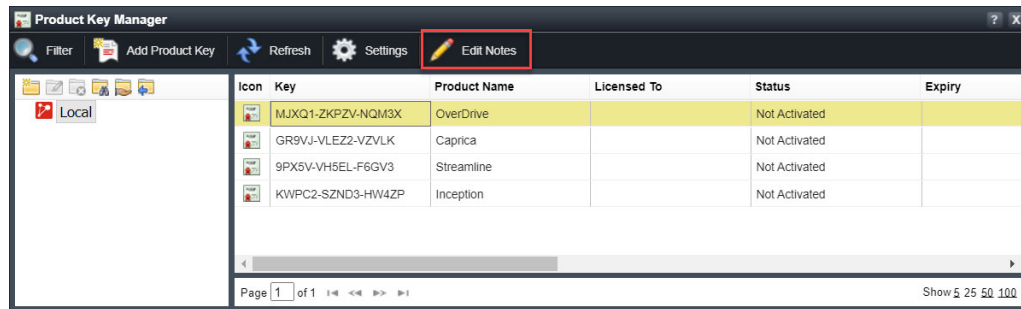 Product Key Manager ? X
Filter Add Product Key Refresh Settings Edit Notes
Icon Key Product Name Licensed To Status Expiry
Local
MJXQ1-ZKPZV-NQM3X OverDrive Not Activated
GR9VJ-VLEZ2-VZVLK Caprica Not Activated
9PX5V-VH5EL-F6GV3 Streamline Not Activated
KWPC2-SZND3-HW4ZP Inception Not Activated
Page 1 of 1 Show 5 25 50 100